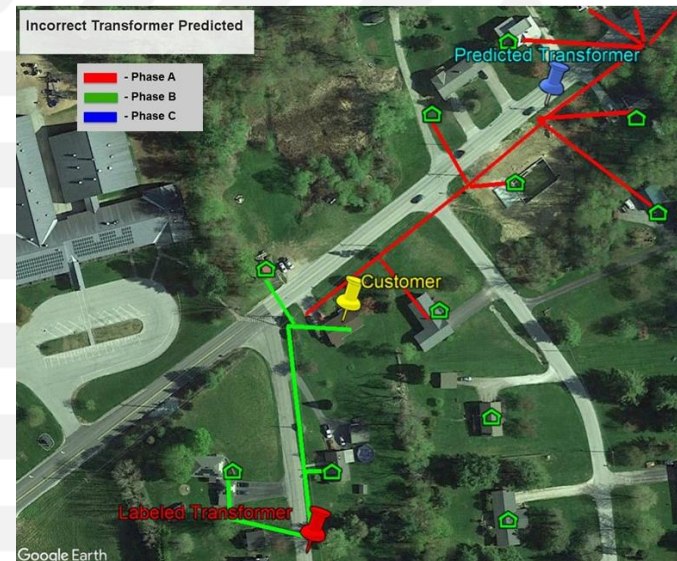 Incorrect Transformer Predicted
- Phase A
- Phase B
- Phase C
Predicted Transformer
Customer
Labeled Transformer
Google Earth